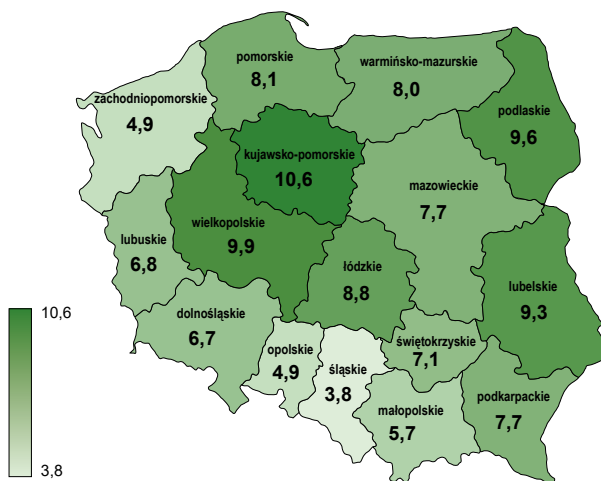 pomorskie
8,1
warmińsko-mazurskie
8,0
zachodniopomorskie
4,9
podlaskie
9,6
kujawsko-pomorskie
10,6
mazowieckie
7,7
wielkopolskie
9,9
lubuskie
6,8
łódzkie
8,8
lubelskie
9,3
dolnośląskie
6,7
opolskie
4,9
śląskie
3,8
świętokrzyskie
7,1
małopolskie
5,7
podkarpackie
7,7
10,6
3,8